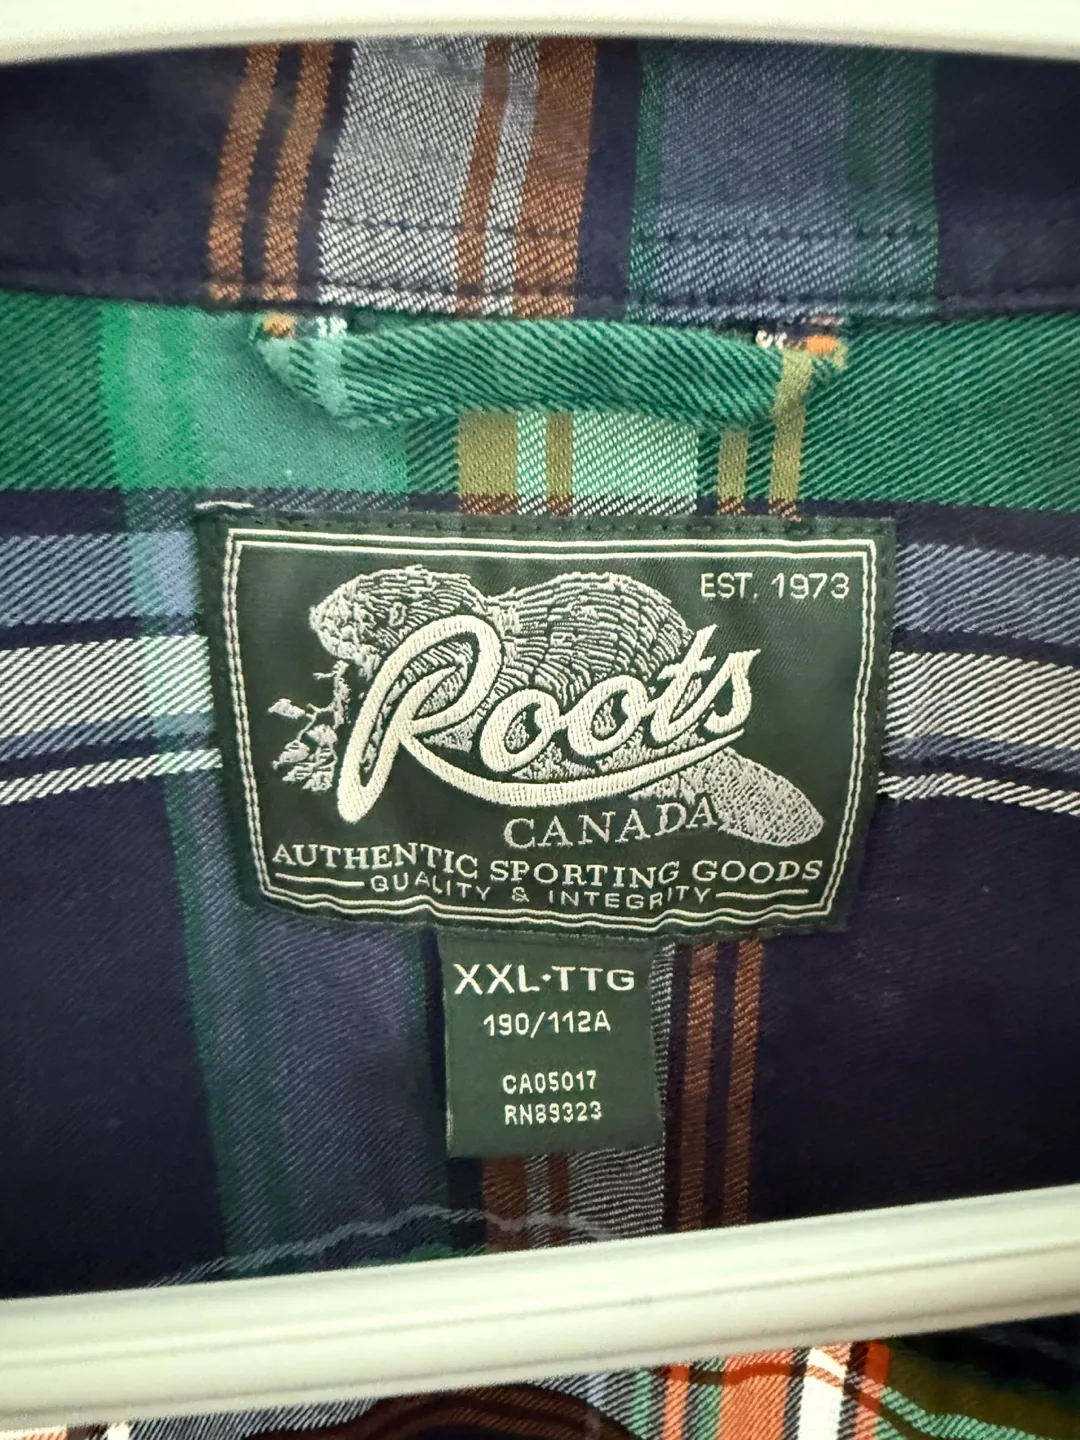 EST. 1973
Roots
CANADA
AUTHENTIC SPORTING GOODS
QUALITY & INTEGRITY
XXL·TTG
190/112A
CA05017
RN89323